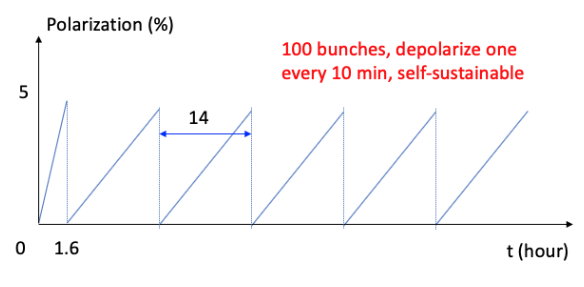 Polarization (%)
100 bunches, depolarize one
every 10 min, self-sustainable
5
14
0
1.6
t (hour)